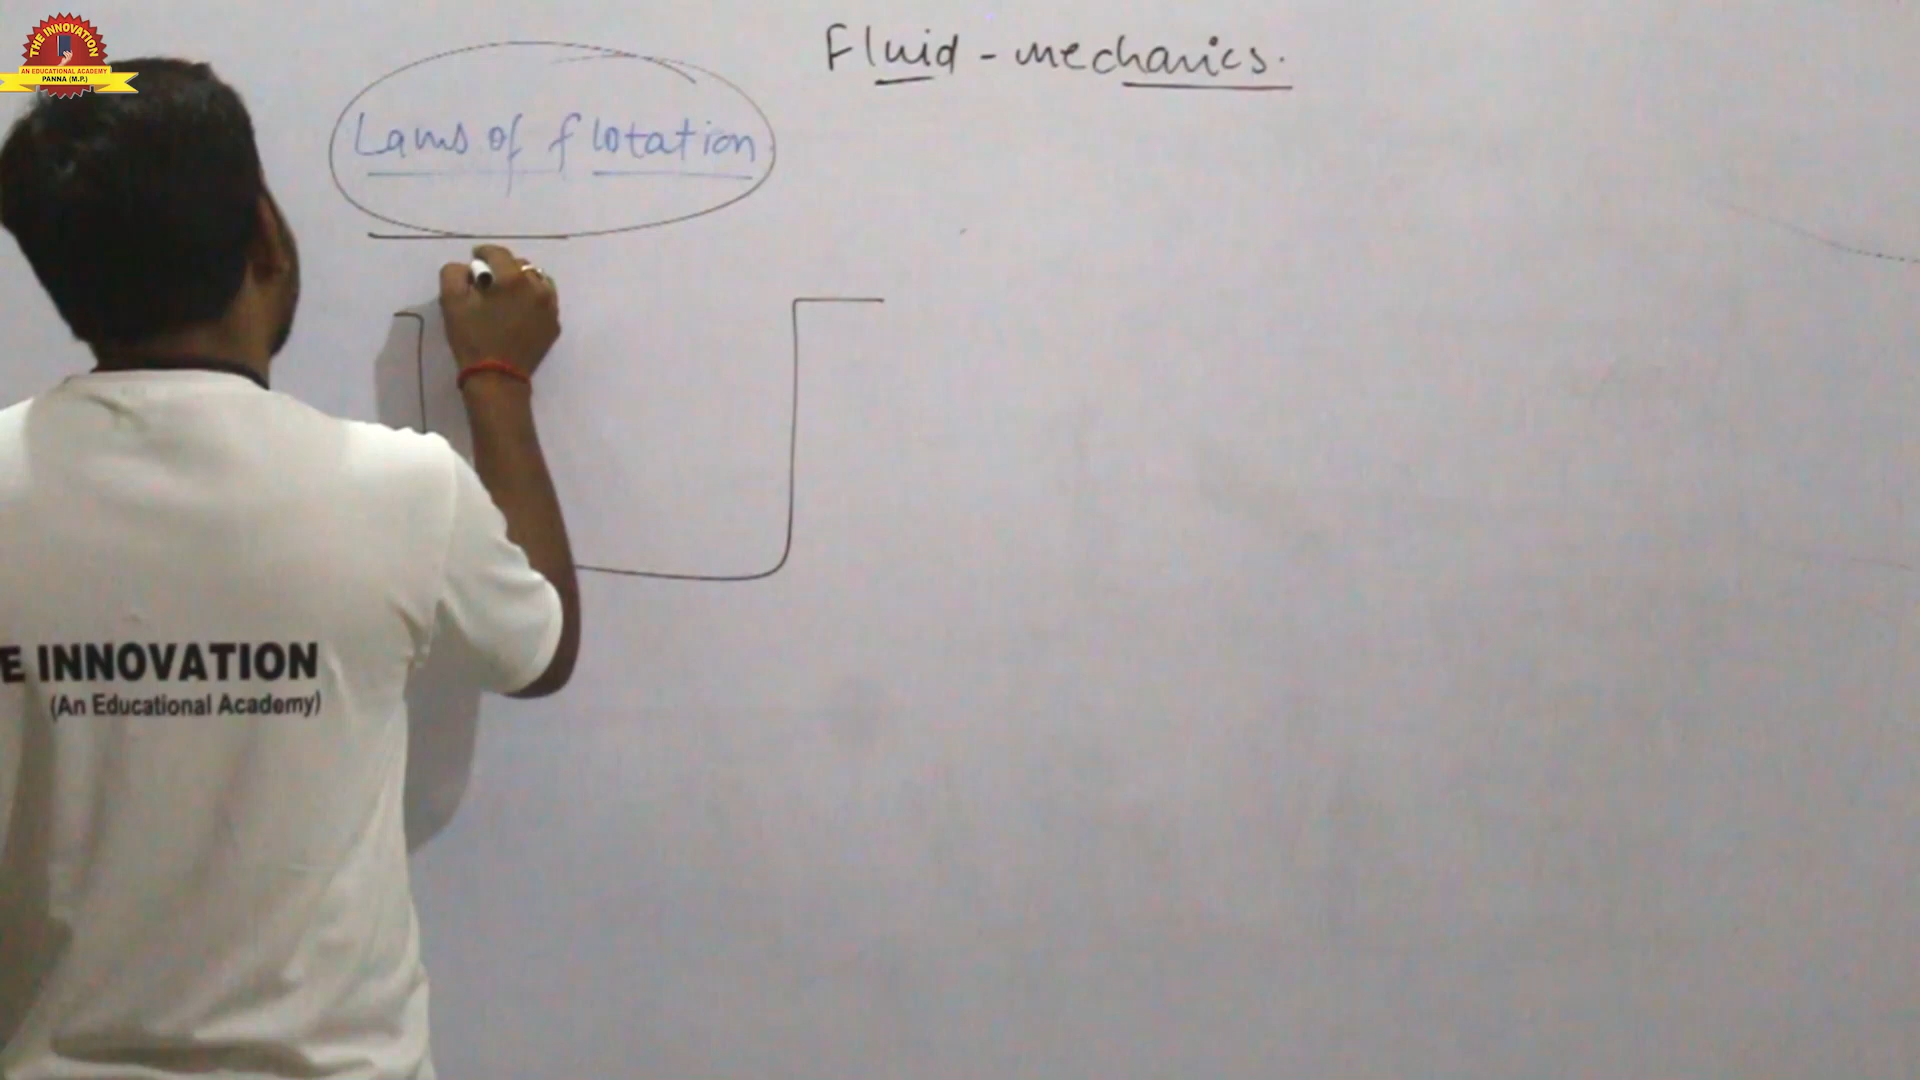 THE INNOVATION
AN EDUCATIONAL ACADEMY
PANNA (M.P.)
Fluid - mechanics.
Laws of flotation
E INNOVATION
(An Educational Academy)